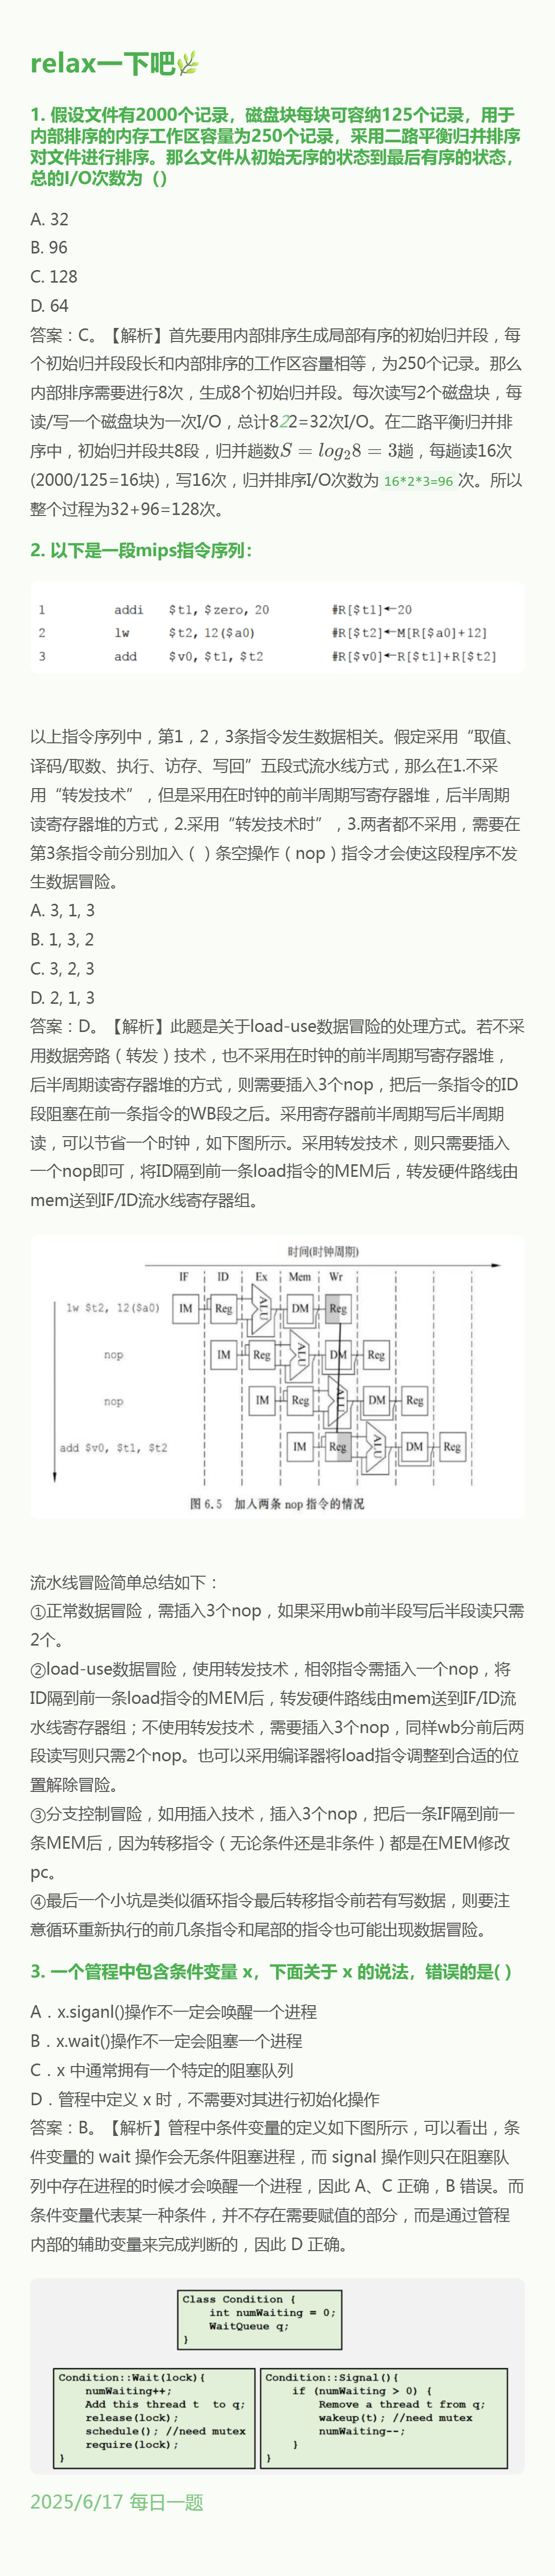 relax一下吧🌿
1. 假设文件有2000个记录，磁盘块每块可容纳125个记录，用于
内部排序的内存工作区容量为250个记录，采用二路平衡归并排序
对文件进行排序。那么文件从初始无序的状态到最后有序的状态，
总的I/O次数为（）
A. 32
B. 96
C. 128
D. 64
答案：C。【解析】首先要用内部排序生成局部有序的初始归并段，每
个初始归并段段长和内部排序的工作区容量相等，为250个记录。那么
内部排序需要进行8次，生成8个初始归并段。每次读写2个磁盘块，每
读/写一个磁盘块为一次I/O，总计822=32次I/O。在二路平衡归并排
序中，初始归并段共8段，归并趟数S = log₂8 = 3趟，每趟读16次
(2000/125=16块)，写16次，归并排序I/O次数为 16*2*3=96 次。所以
整个过程为32+96=128次。
2. 以下是一段mips指令序列：
1 addi $t1, $zero, 20 #R[$t1]←20
2 lw $t2, 12($a0) #R[$t2]←M[R[$a0]+12]
3 add $v0, $t1, $t2 #R[$v0]←R[$t1]+R[$t2]
以上指令序列中，第1，2，3条指令发生数据相关。假定采用“取值、
译码/取数、执行、访存、写回”五段式流水线方式，那么在1.不采
用“转发技术”，但是采用在时钟的前半周期写寄存器堆，后半周期
读寄存器堆的方式，2.采用“转发技术时”，3.两者都不采用，需要在
第3条指令前分别加入（ ）条空操作（nop）指令才会使这段程序不发
生数据冒险。
A. 3, 1, 3
B. 1, 3, 2
C. 3, 2, 3
D. 2, 1, 3
答案：D。【解析】此题是关于load-use数据冒险的处理方式。若不采
用数据旁路（转发）技术，也不采用在时钟的前半周期写寄存器堆，
后半周期读寄存器堆的方式，则需要插入3个nop，把后一条指令的ID
段阻塞在前一条指令的WB段之后。采用寄存器前半周期写后半周期
读，可以节省一个时钟，如下图所示。采用转发技术，则只需要插入
一个nop即可，将ID隔到前一条load指令的MEM后，转发硬件路线由
mem送到IF/ID流水线寄存器组。
时间(时钟周期)
IF ID Ex Mem Wr
lw $t2, 12($a0) IM Reg ALU DM Reg
nop IM Reg ALU DM Reg
nop IM Reg ALU DM Reg
add $v0, $t1, $t2 IM Reg ALU DM Reg
图 6.5 加入两条 nop 指令的情况
流水线冒险简单总结如下：
①正常数据冒险，需插入3个nop，如果采用wb前半段写后半段读只需
2个。
②load-use数据冒险，使用转发技术，相邻指令需插入一个nop，将
ID隔到前一条load指令的MEM后，转发硬件路线由mem送到IF/ID流
水线寄存器组；不使用转发技术，需要插入3个nop，同样wb分前后两
段读写则只需2个nop。也可以采用编译器将load指令调整到合适的位
置解除冒险。
③分支控制冒险，如用插入技术，插入3个nop，把后一条IF隔到前一
条MEM后，因为转移指令（无论条件还是非条件）都是在MEM修改
pc。
④最后一个小坑是类似循环指令最后转移指令前若有写数据，则要注
意循环重新执行的前几条指令和尾部的指令也可能出现数据冒险。
3. 一个管程中包含条件变量 x，下面关于 x 的说法，错误的是( )
A．x.siganl()操作不一定会唤醒一个进程
B．x.wait()操作不一定会阻塞一个进程
C．x 中通常拥有一个特定的阻塞队列
D．管程中定义 x 时，不需要对其进行初始化操作
答案：B。【解析】管程中条件变量的定义如下图所示，可以看出，条
件变量的 wait 操作会无条件阻塞进程，而 signal 操作则只在阻塞队
列中存在进程的时候才会唤醒一个进程，因此 A、C 正确，B 错误。而
条件变量代表某一种条件，并不存在需要赋值的部分，而是通过管程
内部的辅助变量来完成判断的，因此 D 正确。
Class Condition {
int numWaiting = 0;
WaitQueue q;
}
Condition::Wait(lock){
numWaiting++;
Add this thread t to q;
release(lock);
schedule(); //need mutex
require(lock);
}
Condition::Signal(){
if (numWaiting > 0) {
Remove a thread t from q;
wakeup(t); //need mutex
numWaiting--;
}
}
2025/6/17 每日一题